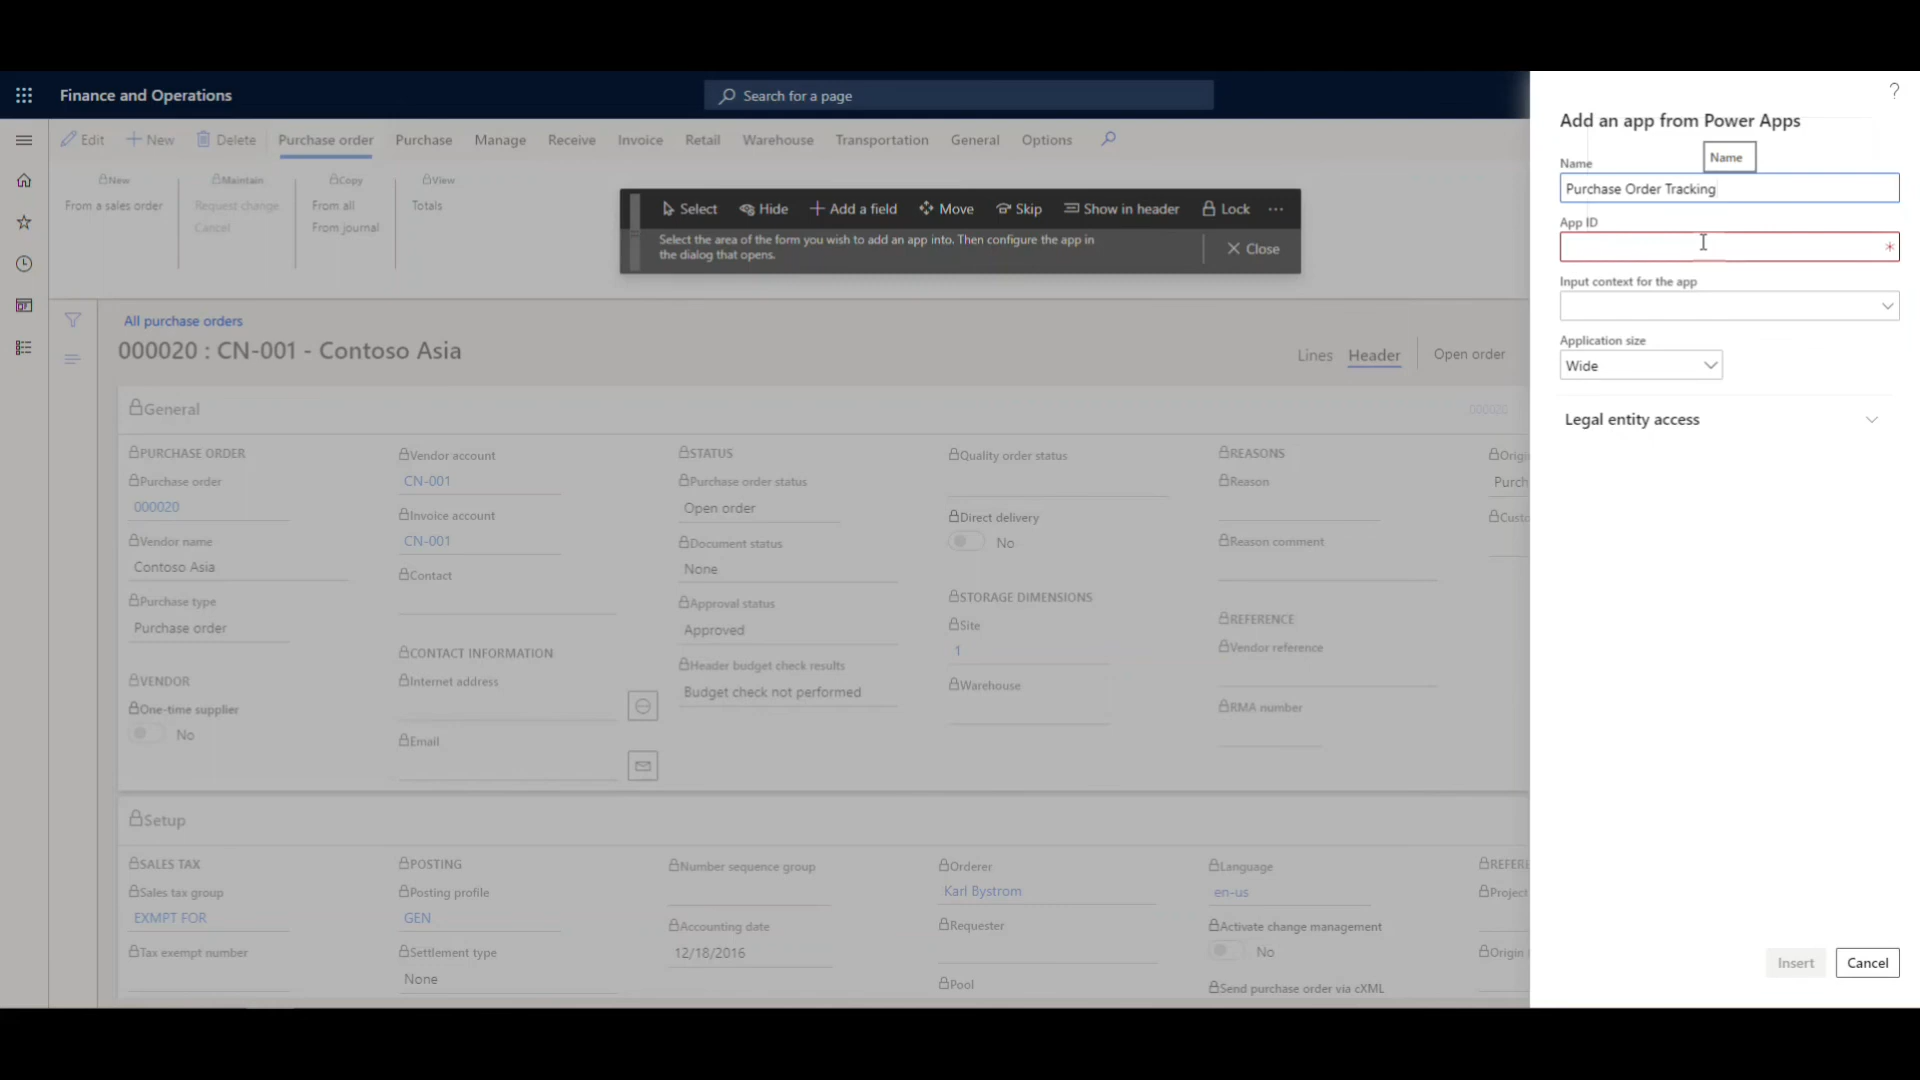 Finance and Operations
Search for a page
?
Edit
New
Delete
Purchase order
Purchase
Manage
Receive
Invoice
Retail
Warehouse
Transportation
General
Options
New
From a sales order
Maintain
Request change
Cancel
Copy
From all
From journal
View
Totals
Select
Hide
Add a field
Move
Skip
Show in header
Lock
Select the area of the form you wish to add an app into. Then configure the app in
the dialog that opens.
Close
All purchase orders
000020 : CN-001 - Contoso Asia
Lines
Header
Open order
General
000020
PURCHASE ORDER
Purchase order
000020
Vendor name
Contoso Asia
Purchase type
Purchase order
VENDOR
One-time supplier
No
Vendor account
CN-001
Invoice account
CN-001
Contact
CONTACT INFORMATION
Internet address
Email
STATUS
Purchase order status
Open order
Document status
None
Approval status
Approved
Header budget check results
Budget check not performed
Quality order status
Direct delivery
No
STORAGE DIMENSIONS
Site
1
Warehouse
REASONS
Reason
Reason comment
REFERENCE
Vendor reference
RMA number
Origi
Purch
Custo
Setup
SALES TAX
Sales tax group
EXMPT FOR
Tax exempt number
POSTING
Posting profile
GEN
Settlement type
None
Number sequence group
Accounting date
12/18/2016
Orderer
Karl Bystrom
Requester
Pool
Language
en-us
Activate change management
No
Send purchase order via cXML
REFERE
Project
Origin
Add an app from Power Apps
Name
Name
Purchase Order Tracking
App ID
*
Input context for the app
Application size
Wide
Legal entity access
Insert
Cancel